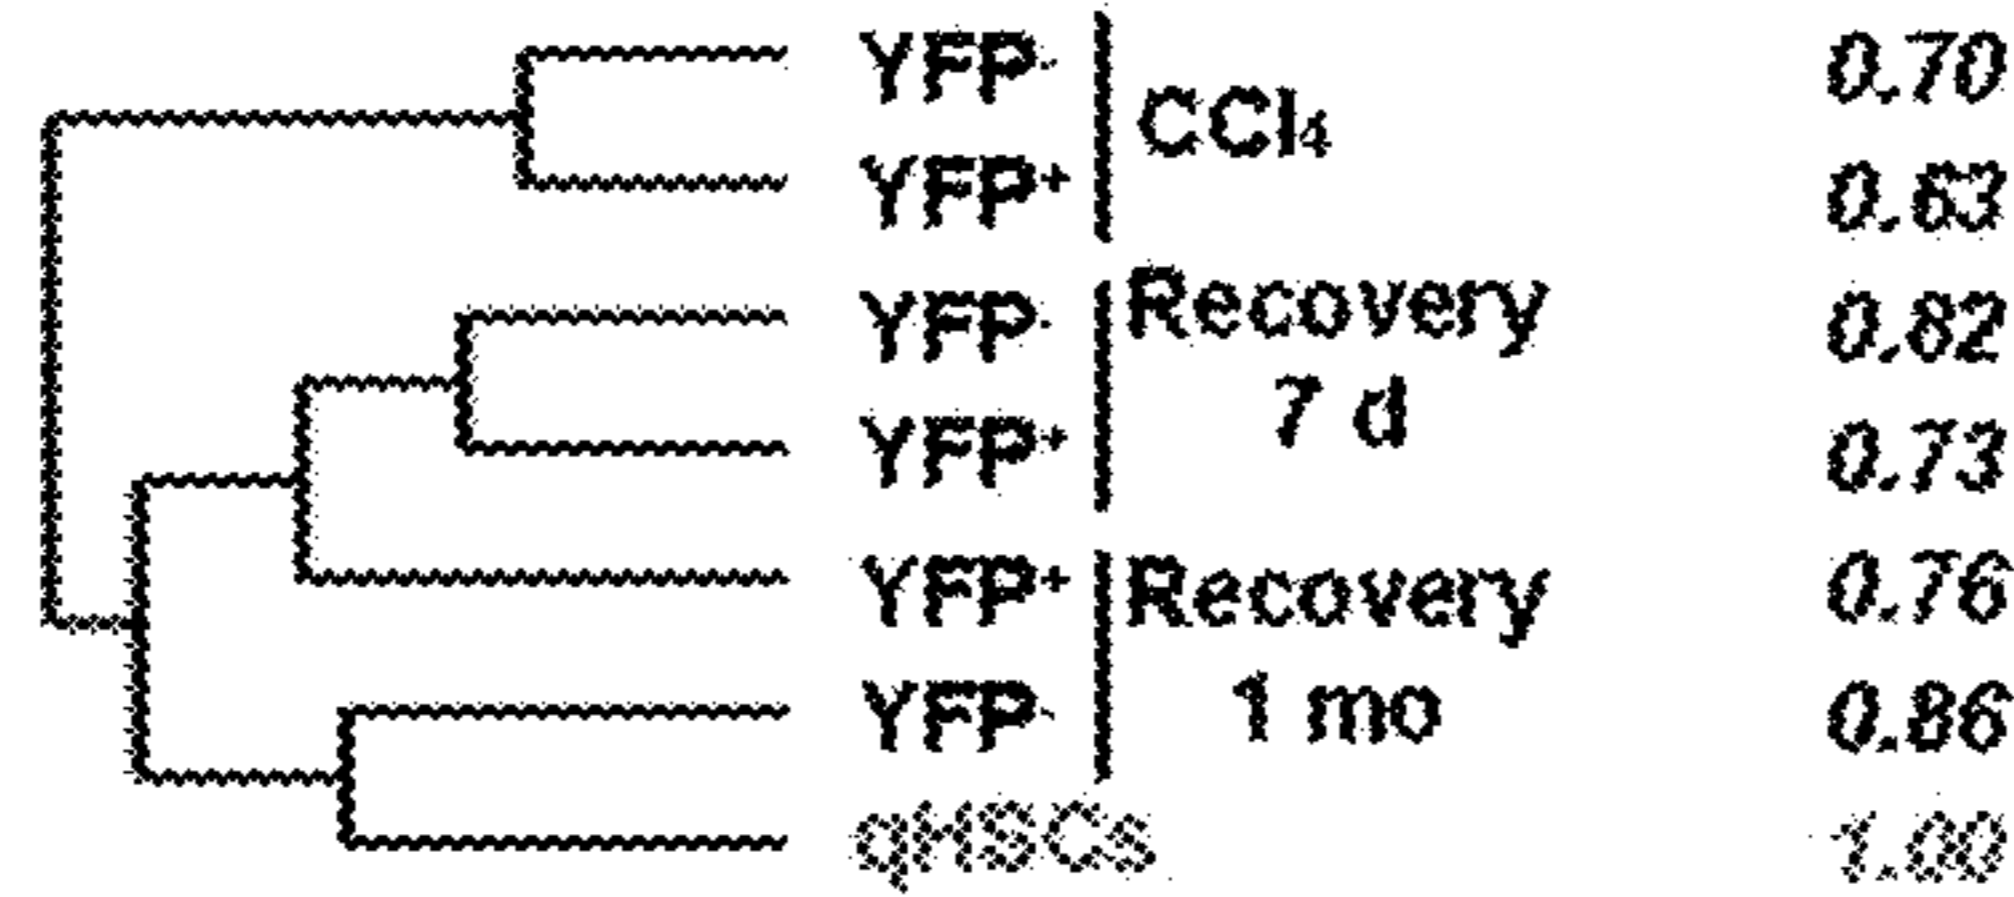 YFP- CCl4 0.70
YFP+ 0.63
YFP- Recovery 7 d 0.82
YFP+ 0.73
YFP+ Recovery 1 mo 0.76
YFP- 0.86
qHSCs 1.00